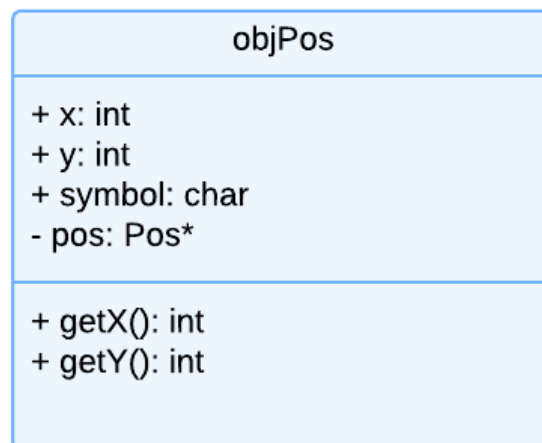 objPos
+ x: int
+ y: int
+ symbol: char
- pos: Pos*
+ getX(): int
+ getY(): int